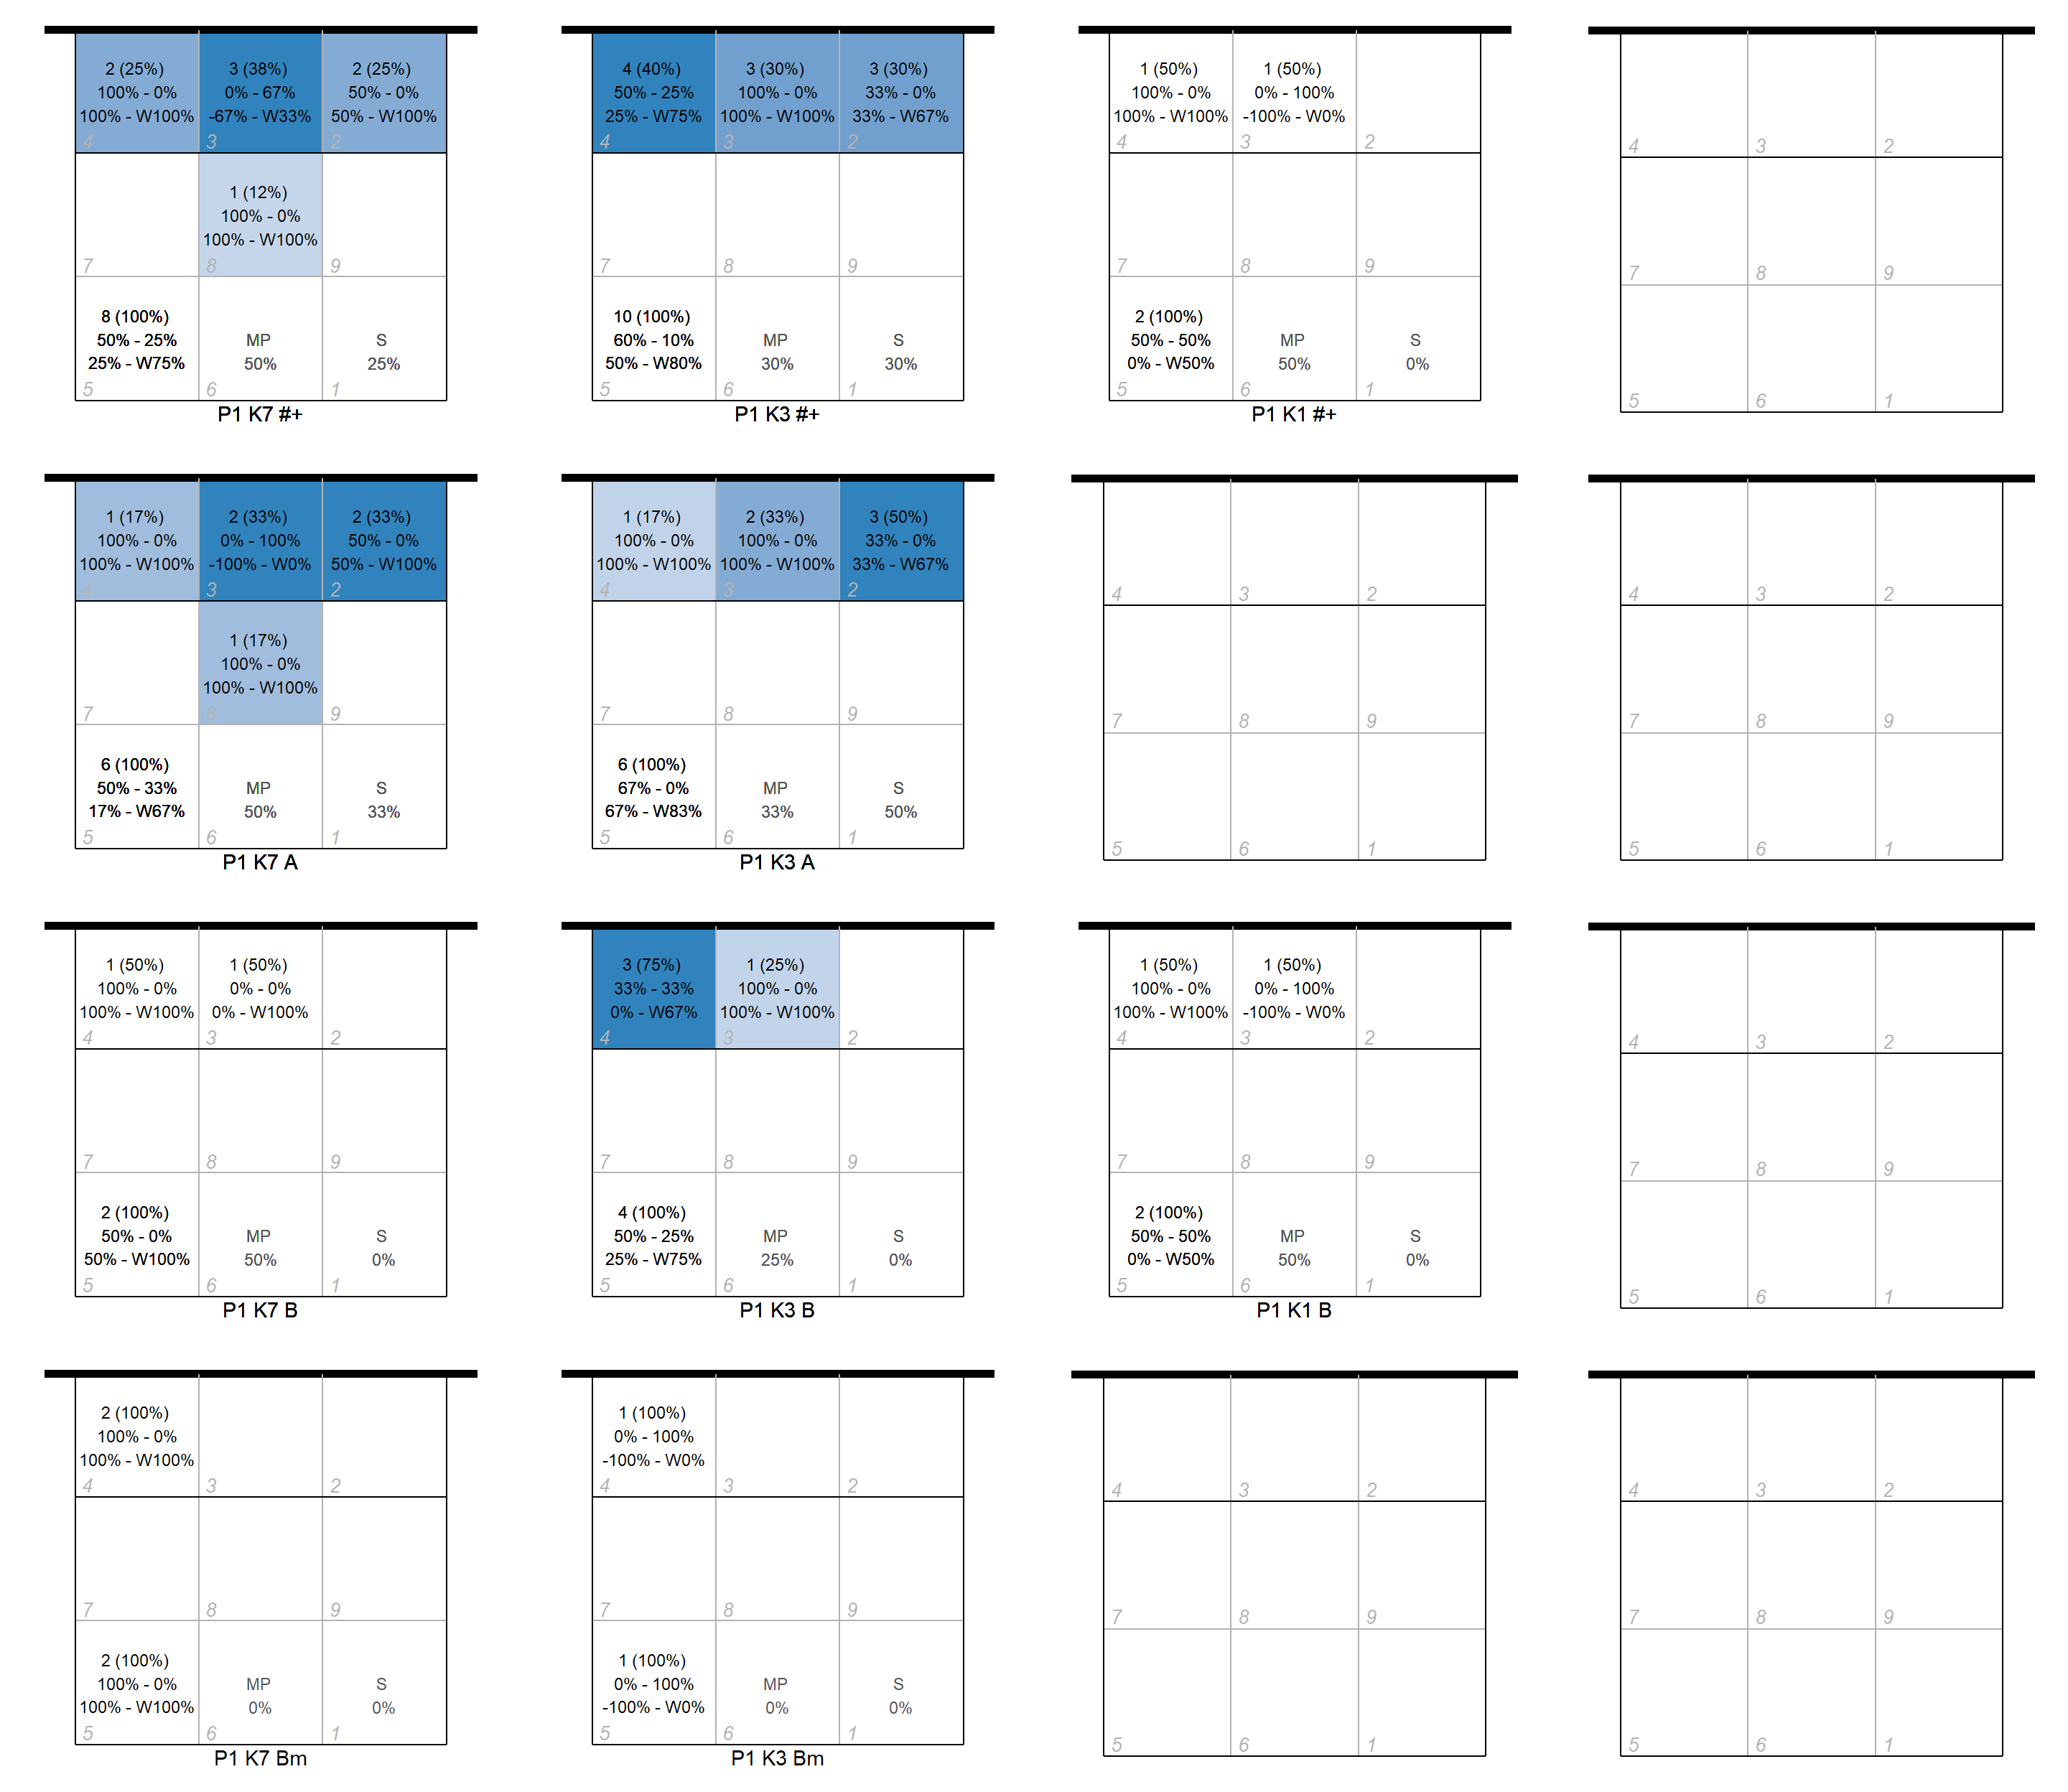 2 (25%)
100% - 0%
100% - W100%
4
3 (38%)
0% - 67%
-67% - W33%
3
2 (25%)
50% - 0%
50% - W100%
2
7
1 (12%)
100% - 0%
100% - W100%
8
9
8 (100%)
50% - 25%
25% - W75%
5
MP
50%
6
S
25%
1
P1 K7 #+
4 (40%)
50% - 25%
25% - W75%
4
3 (30%)
100% - 0%
100% - W100%
3
3 (30%)
33% - 0%
33% - W67%
2
7
8
9
10 (100%)
60% - 10%
50% - W80%
5
MP
30%
6
S
30%
1
P1 K3 #+
1 (50%)
100% - 0%
100% - W100%
4
1 (50%)
0% - 100%
-100% - W0%
3
2
7
8
9
2 (100%)
50% - 50%
0% - W50%
5
MP
50%
6
S
0%
1
P1 K1 #+
4
3
2
7
8
9
5
6
1
1 (17%)
100% - 0%
100% - W100%
4
2 (33%)
0% - 100%
-100% - W0%
3
2 (33%)
50% - 0%
50% - W100%
2
7
1 (17%)
100% - 0%
100% - W100%
8
9
6 (100%)
50% - 33%
17% - W67%
5
MP
50%
6
S
33%
1
P1 K7 A
1 (17%)
100% - 0%
100% - W100%
4
2 (33%)
100% - 0%
100% - W100%
3
3 (50%)
33% - 0%
33% - W67%
2
7
8
9
6 (100%)
67% - 0%
67% - W83%
5
MP
33%
6
S
50%
1
P1 K3 A
4
3
2
7
8
9
5
6
1
4
3
2
7
8
9
5
6
1
1 (50%)
100% - 0%
100% - W100%
4
1 (50%)
0% - 0%
0% - W100%
3
2
7
8
9
2 (100%)
50% - 0%
50% - W100%
5
MP
50%
6
S
0%
1
P1 K7 B
3 (75%)
33% - 33%
0% - W67%
4
1 (25%)
100% - 0%
100% - W100%
3
2
7
8
9
4 (100%)
50% - 25%
25% - W75%
5
MP
25%
6
S
0%
1
P1 K3 B
1 (50%)
100% - 0%
100% - W100%
4
1 (50%)
0% - 100%
-100% - W0%
3
2
7
8
9
2 (100%)
50% - 50%
0% - W50%
5
MP
50%
6
S
0%
1
P1 K1 B
4
3
2
7
8
9
5
6
1
2 (100%)
100% - 0%
100% - W100%
4
3
2
7
8
9
2 (100%)
100% - 0%
100% - W100%
5
MP
0%
6
S
0%
1
P1 K7 Bm
1 (100%)
0% - 100%
-100% - W0%
4
3
2
7
8
9
1 (100%)
0% - 100%
-100% - W0%
5
MP
0%
6
S
0%
1
P1 K3 Bm
4
3
2
7
8
9
5
6
1
4
3
2
7
8
9
5
6
1